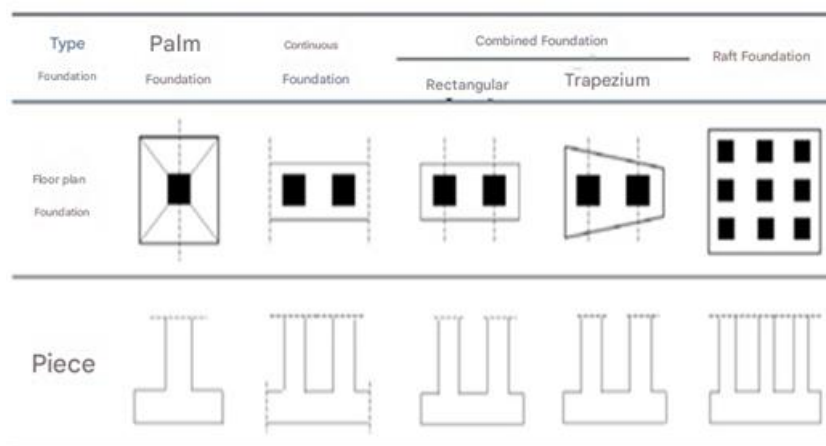 Type
Foundation
Palm
Foundation
Continuous
Foundation
Combined Foundation
Rectangular
Trapezium
Raft Foundation
Floor plan
Foundation
Piece